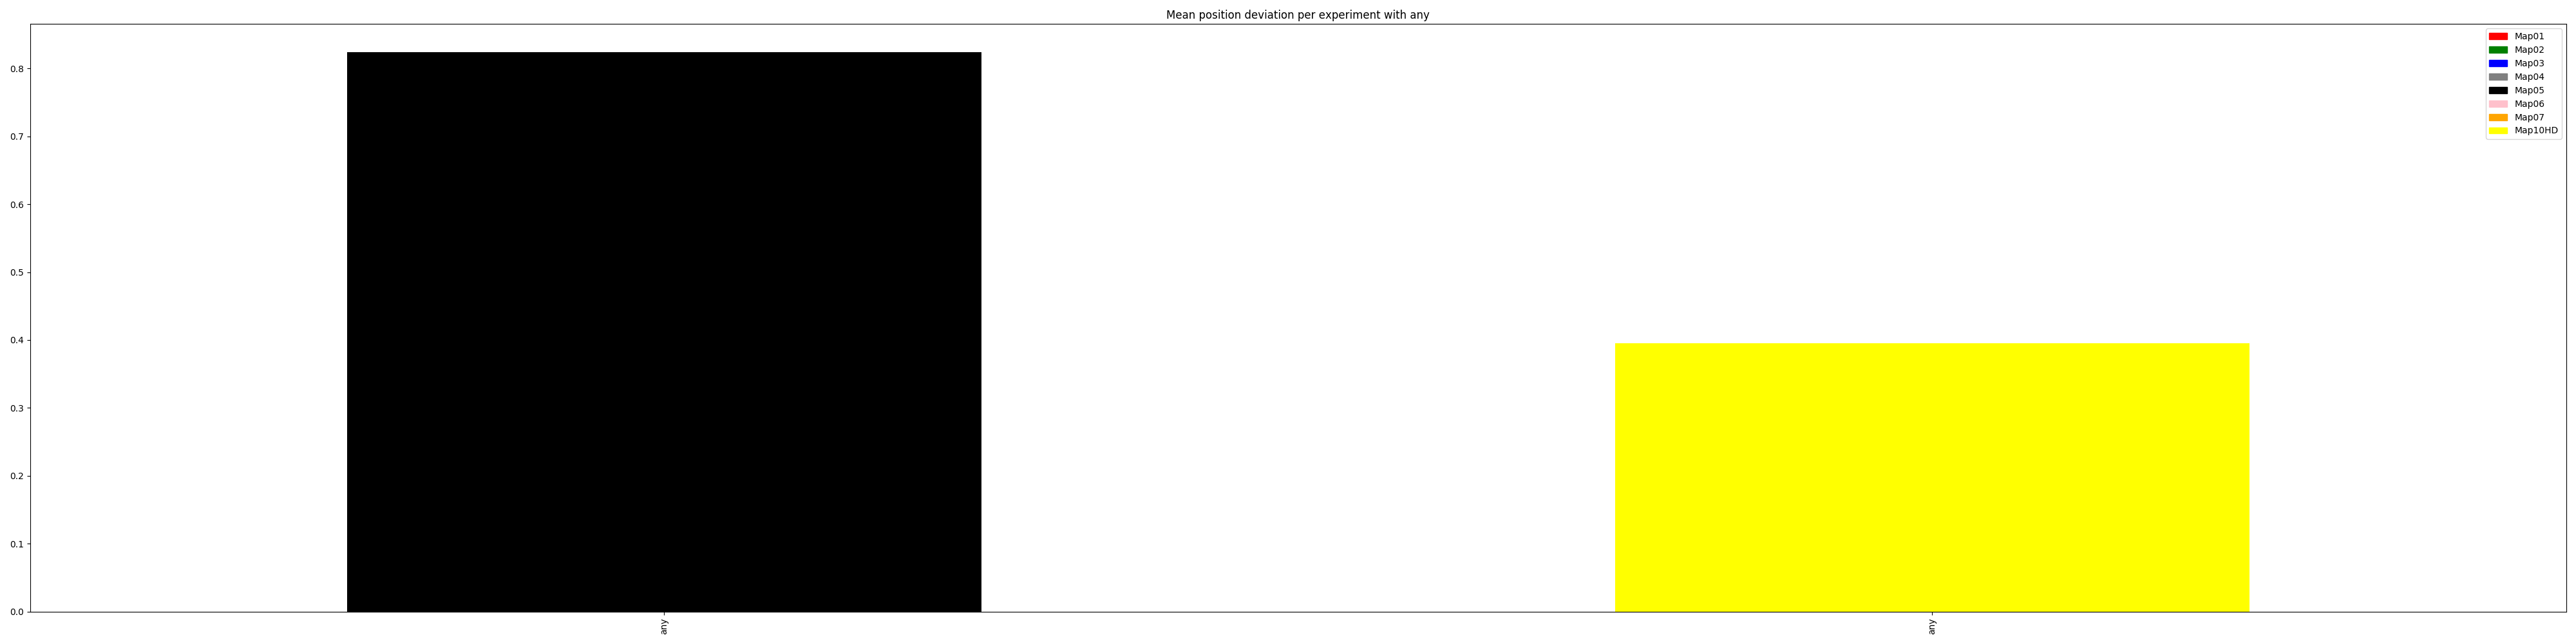 Mean position deviation per experiment with any
Map01
Map02
Map03
Map04
Map05
Map06
Map07
Map10HD
0.8
0.7
0.6
0.5
0.4
0.3
0.2
0.1
0.0
any
any